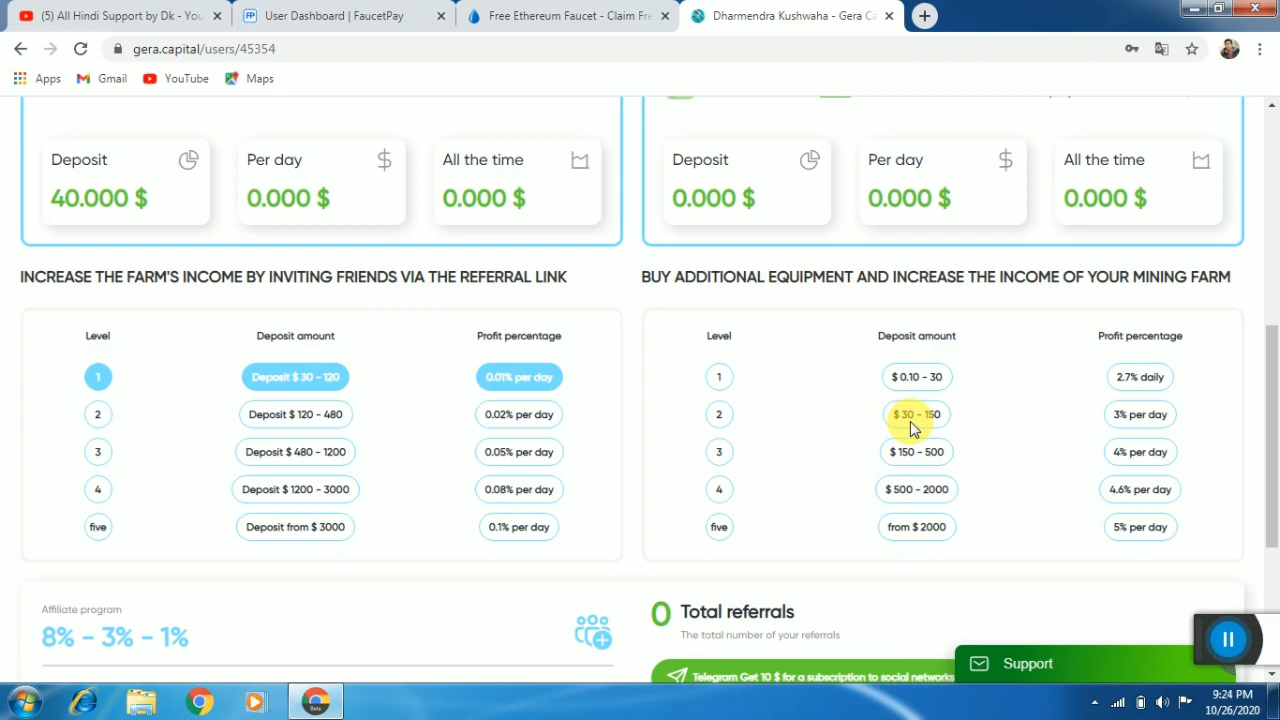 (5) All Hindi Support by Dk - You
User Dashboard | FaucetPay
Free Ethereum Faucet - Claim Fre
Dharmendra Kushwaha - Gera Ca
gera.capital/users/45354
Apps Gmail YouTube Maps
Deposit
40.000 $
Per day
0.000 $
All the time
0.000 $
Deposit
0.000 $
Per day
0.000 $
All the time
0.000 $
INCREASE THE FARM'S INCOME BY INVITING FRIENDS VIA THE REFERRAL LINK
Level Deposit amount Profit percentage
1 Deposit $ 30 - 120 0.01% per day
2 Deposit $ 120 - 480 0.02% per day
3 Deposit $ 480 - 1200 0.05% per day
4 Deposit $ 1200 - 3000 0.08% per day
five Deposit from $ 3000 0.1% per day
BUY ADDITIONAL EQUIPMENT AND INCREASE THE INCOME OF YOUR MINING FARM
Level Deposit amount Profit percentage
1 $ 0.10 - 30 2.7% daily
2 $ 30 - 150 3% per day
3 $ 150 - 500 4% per day
4 $ 500 - 2000 4.6% per day
five from $ 2000 5% per day
Affiliate program
8% - 3% - 1%
0 Total referrals
The total number of your referrals
Telegram Get 10 $ for a subscription to social networks
Support
9:24 PM
10/26/2020